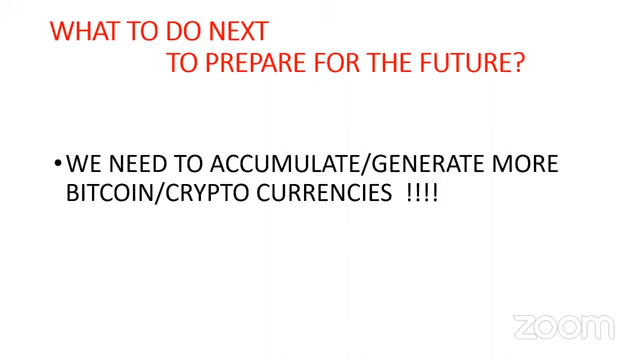 WHAT TO DO NEXT
TO PREPARE FOR THE FUTURE?
•WE NEED TO ACCUMULATE/GENERATE MORE
BITCOIN/CRYPTO CURRENCIES !!!!
zoom